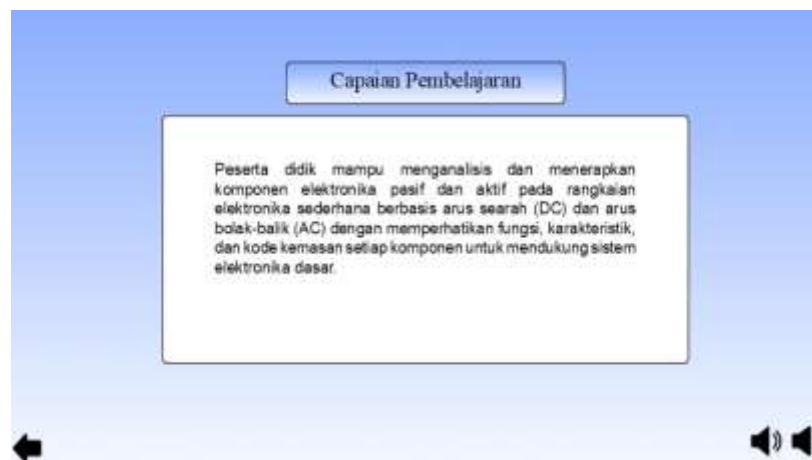 Capaian Pembelajaran
Peserta didik mampu menganalisis dan menerapkan
komponen elektronika pasif dan aktif pada rangkaian
elektronika sederhana berbasis arus searah (DC) dan arus
bolak-balik (AC) dengan memperhatikan fungsi, karakteristik,
dan kode kemasan setiap komponen untuk mendukung sistem
elektronika dasar.